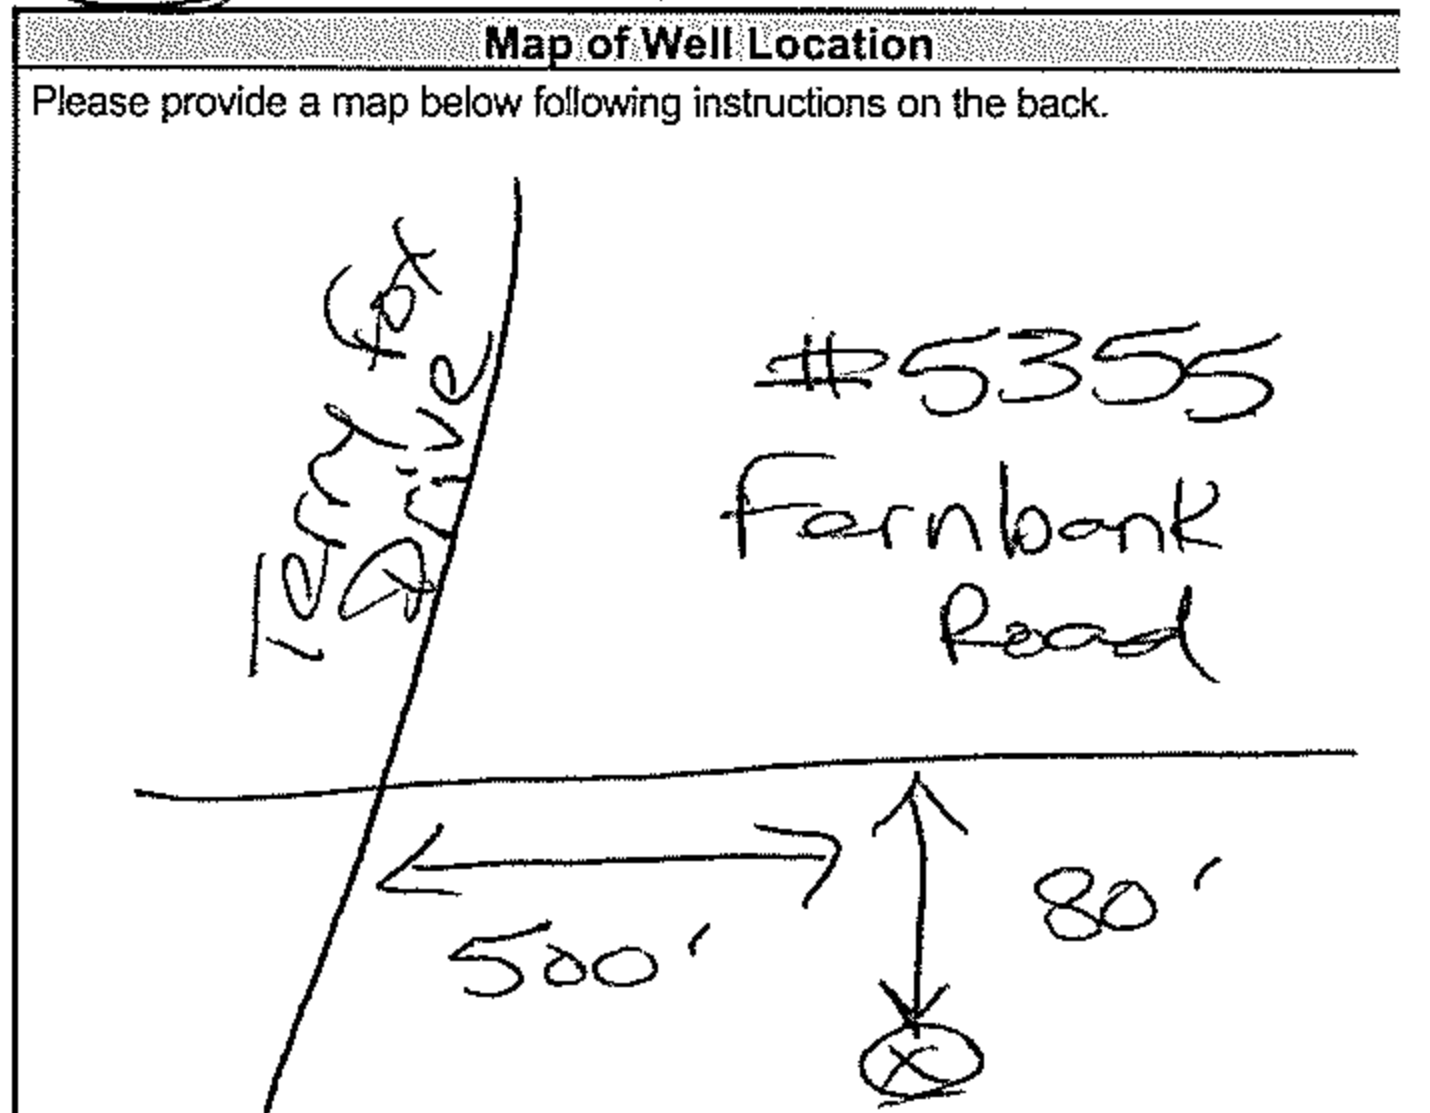 Map of Well Location
Please provide a map below following instructions on the back.
Terry fox
Drive
#5355
Fernbank
Road
500'
80'
X